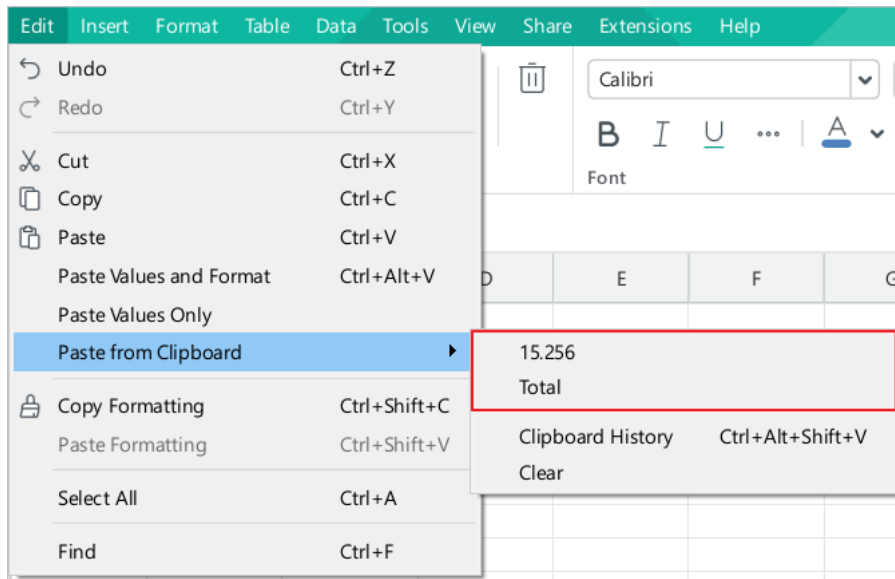 Edit Insert Format Table Data Tools View Share Extensions Help
Undo Ctrl+Z
Redo Ctrl+Y
Cut Ctrl+X
Copy Ctrl+C
Paste Ctrl+V
Paste Values and Format Ctrl+Alt+V
Paste Values Only
Paste from Clipboard
Copy Formatting Ctrl+Shift+C
Paste Formatting Ctrl+Shift+V
Select All Ctrl+A
Find Ctrl+F
Calibri
B I U A
Font
D E F G
15.256
Total
Clipboard History Ctrl+Alt+Shift+V
Clear